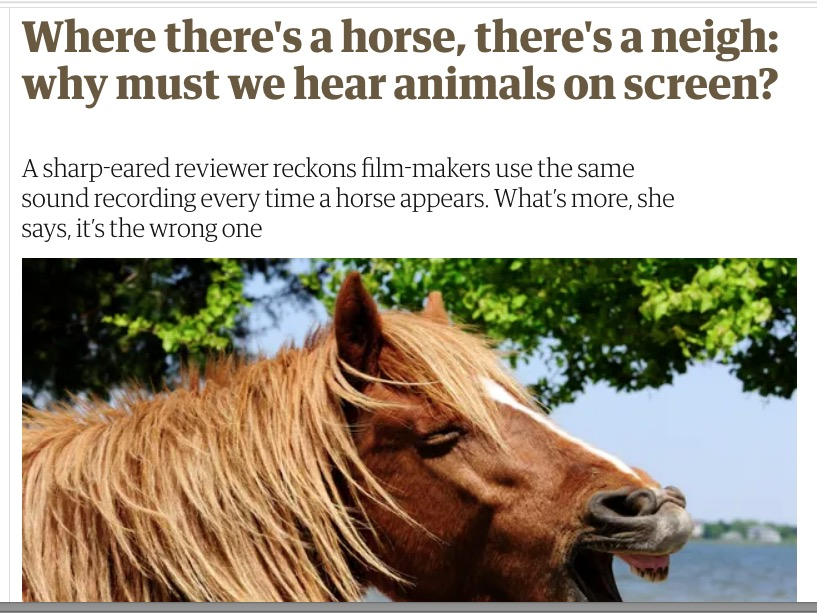 Where there's a horse, there's a neigh:
why must we hear animals on screen?
A sharp-eared reviewer reckons film-makers use the same
sound recording every time a horse appears. What’s more, she
says, it’s the wrong one